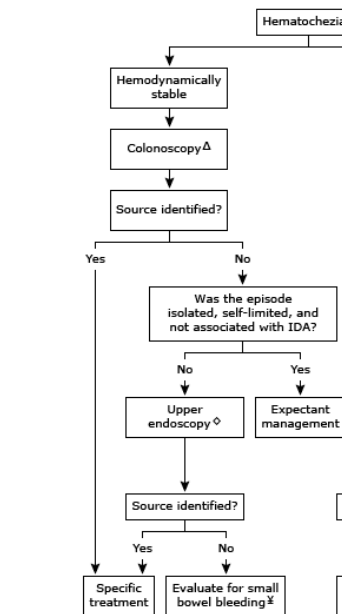 Hematochezia
Hemodynamically
stable
ColonoscopyΔ
Source identified?
Yes
No
Was the episode
isolated, self-limited, and
not associated with IDA?
No
Yes
Upper
endoscopy◇
Expectant
management
Source identified?
Yes
No
Specific
treatment
Evaluate for small
bowel bleeding¥